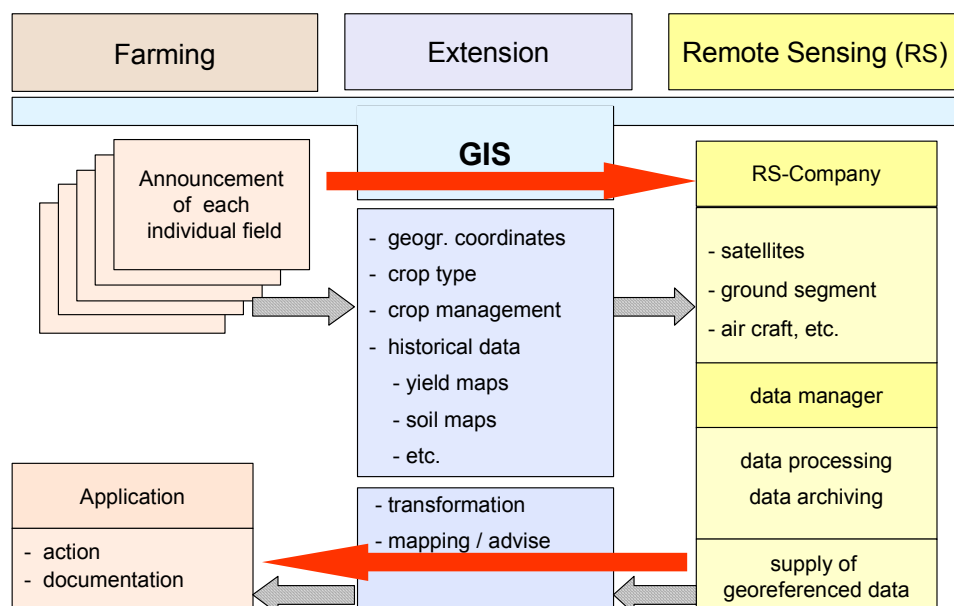 Farming
Extension
Remote Sensing (RS)
GIS
Announcement
of each
individual field
RS-Company
- geogr. coordinates
- crop type
- crop management
- historical data
- yield maps
- soil maps
- etc.
- satellites
- ground segment
- air craft, etc.
data manager
data processing
data archiving
supply of
georeferenced data
- transformation
- mapping / advise
Application
- action
- documentation